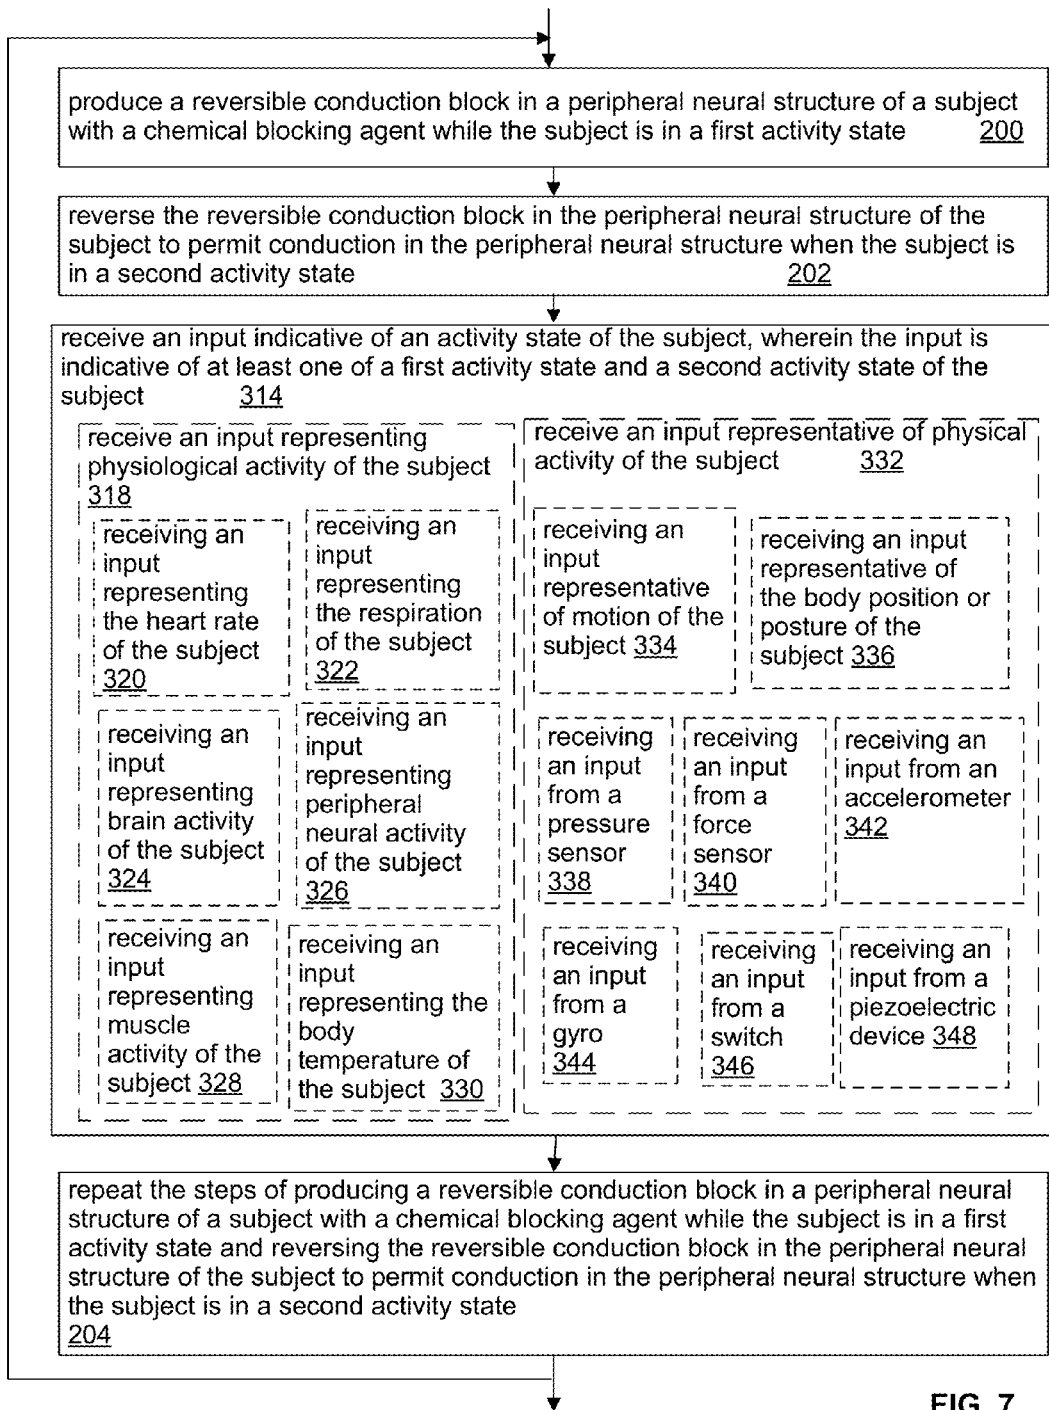 produce a reversible conduction block in a peripheral neural structure of a subject
with a chemical blocking agent while the subject is in a first activity state 200
reverse the reversible conduction block in the peripheral neural structure of the
subject to permit conduction in the peripheral neural structure when the subject is
in a second activity state 202
receive an input indicative of an activity state of the subject, wherein the input is
indicative of at least one of a first activity state and a second activity state of the
subject 314
receive an input representing
physiological activity of the subject
318
receiving an
input
representing
the heart rate
of the subject
320
receiving an
input
representing
the respiration
of the subject
322
receiving an
input
representing
brain activity
of the subject
324
receiving an
input
representing
peripheral
neural activity
of the subject
326
receiving an
input
representing
muscle
activity of the
subject 328
receiving an
input
representing the
body
temperature of
the subject 330
receive an input representative of physical
activity of the subject 332
receiving an
input
representative
of motion of the
subject 334
receiving an input
representative of
the body position or
posture of the
subject 336
receiving
an input
from a
pressure
sensor
338
receiving
an input
from a
force
sensor
340
receiving an
input from an
accelerometer
342
receiving
an input
from a
gyro
344
receiving
an input
from a
switch
346
receiving an
input from a
piezoelectric
device 348
repeat the steps of producing a reversible conduction block in a peripheral neural
structure of a subject with a chemical blocking agent while the subject is in a first
activity state and reversing the reversible conduction block in the peripheral neural
structure of the subject to permit conduction in the peripheral neural structure when
the subject is in a second activity state
204
FIG. 7